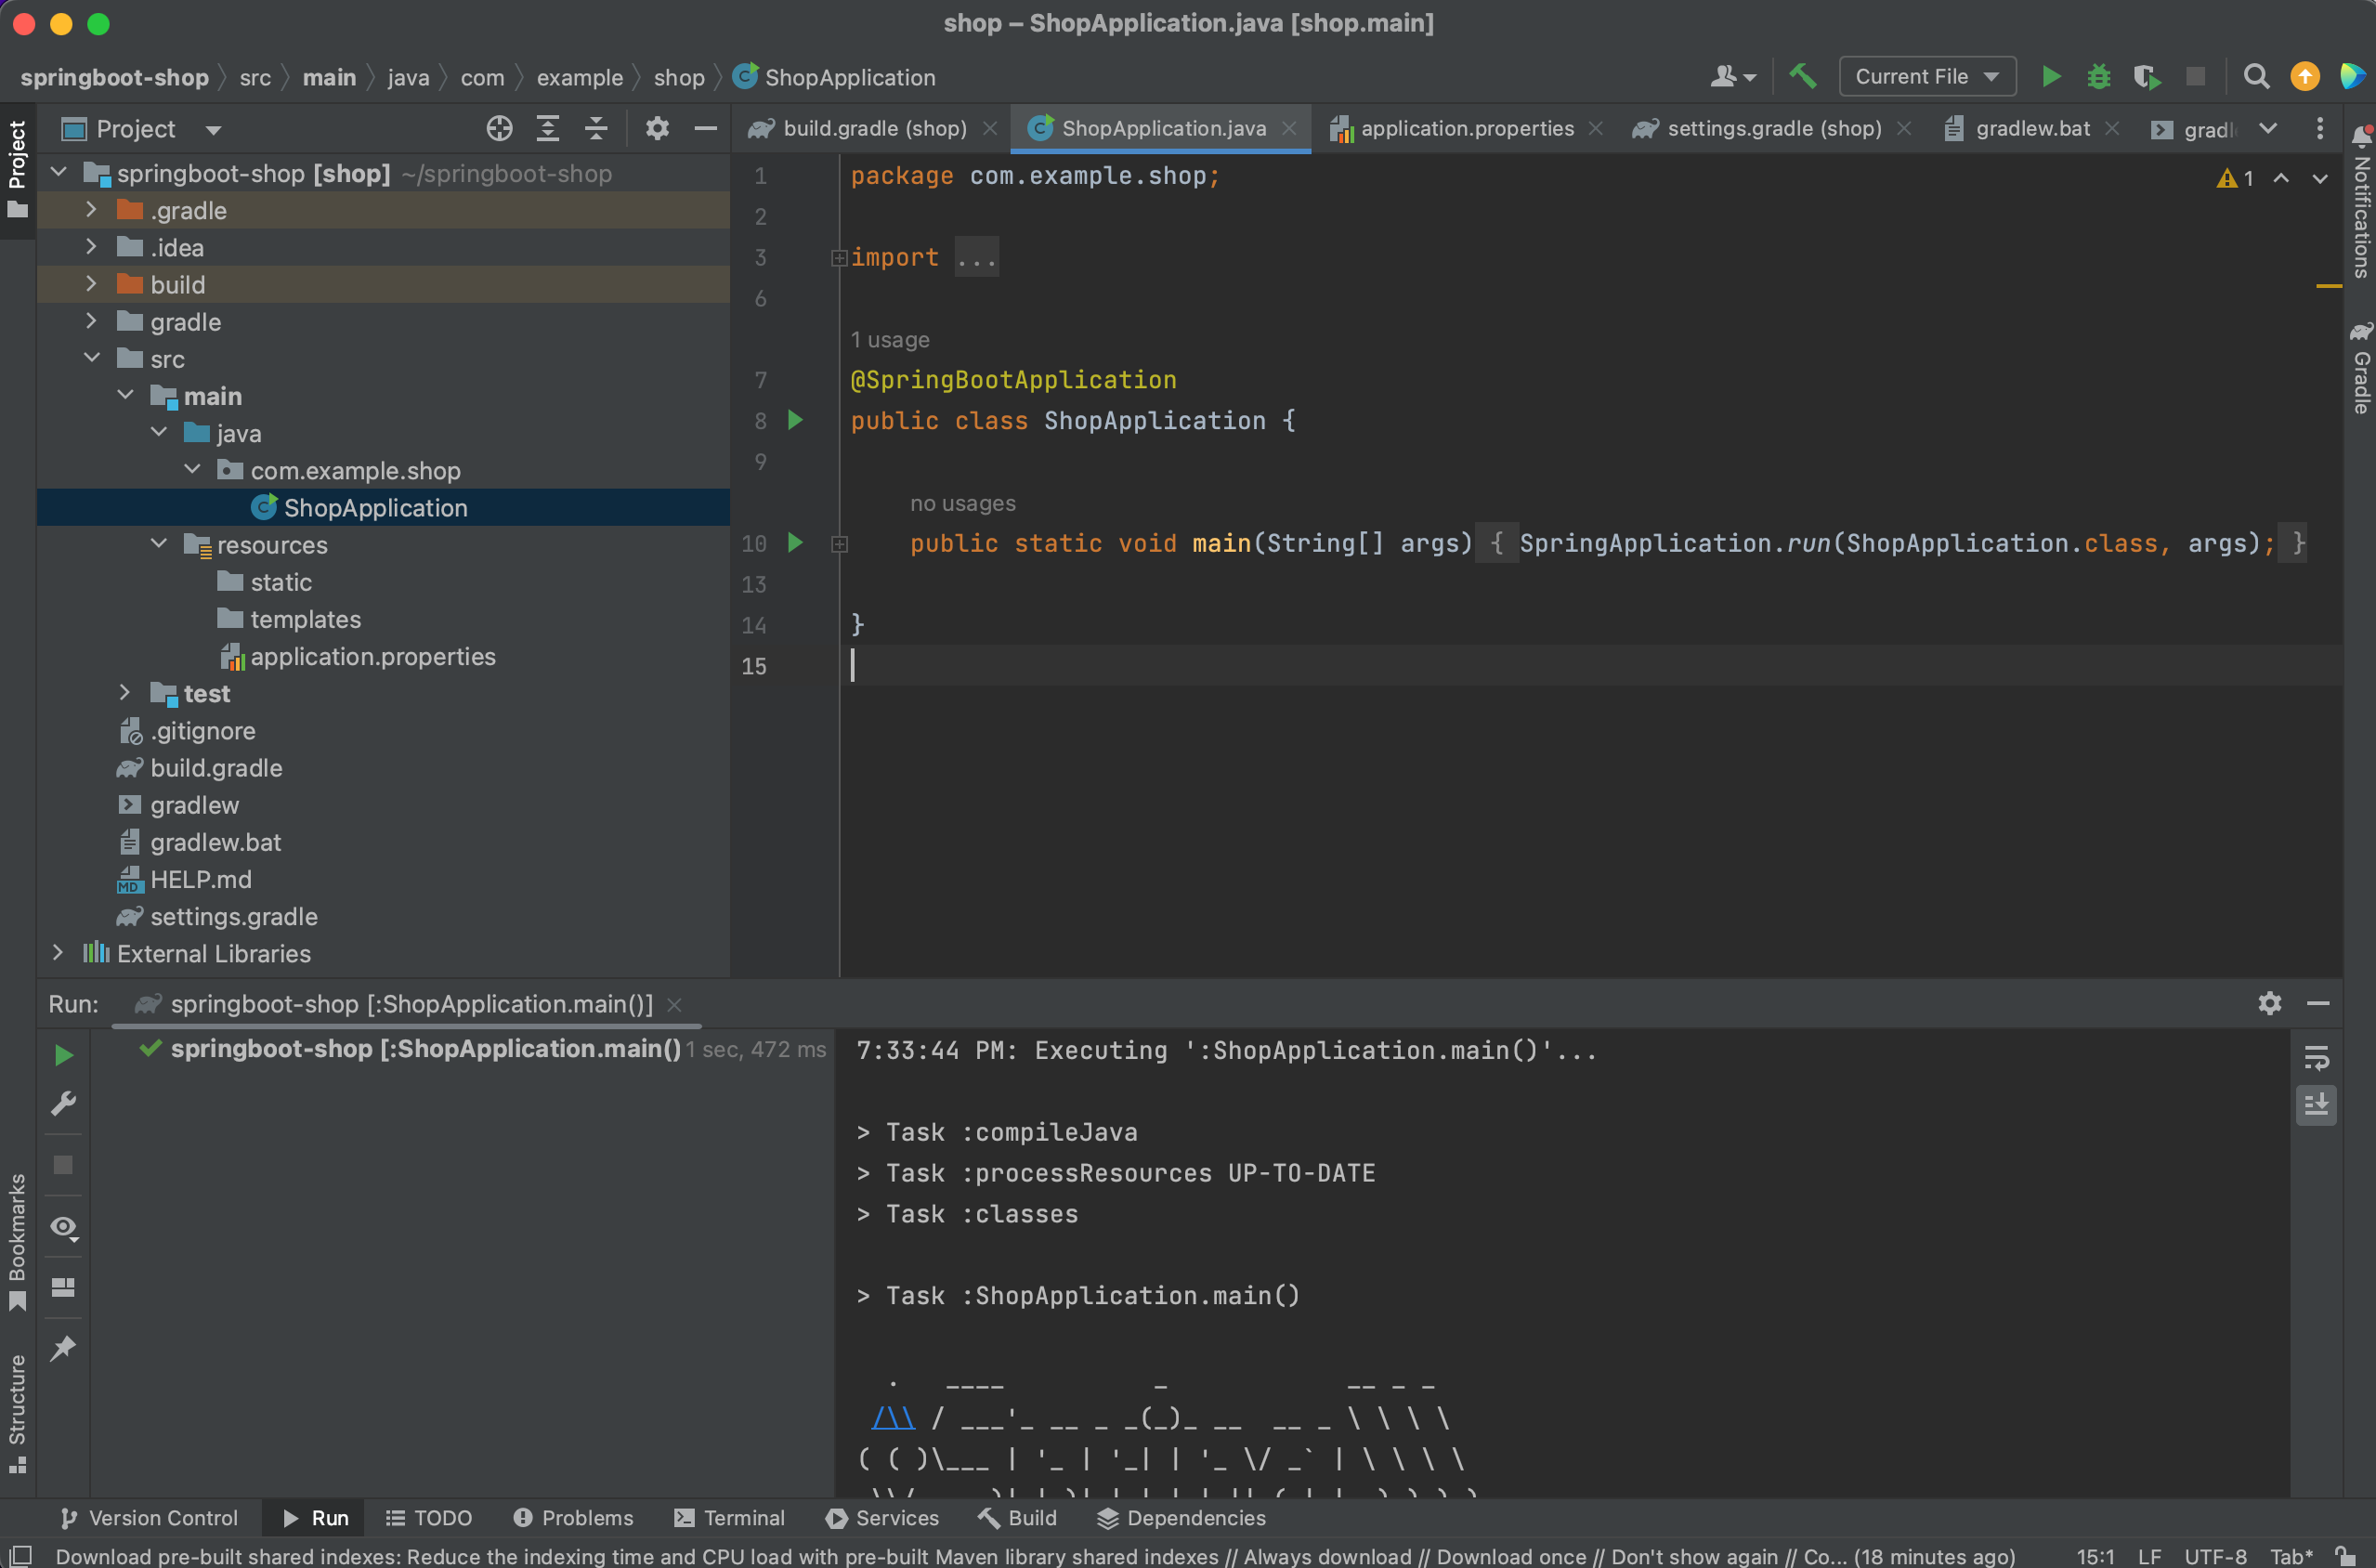 shop – ShopApplication.java [shop.main]
springboot-shop src main java com example shop ShopApplication
Current File
Project
build.gradle (shop)
ShopApplication.java
application.properties
settings.gradle (shop)
gradlew.bat
Project
Notifications
Gradle
Bookmarks
Structure
springboot-shop [shop] ~/springboot-shop
.gradle
.idea
build
gradle
src
main
java
com.example.shop
ShopApplication
resources
static
templates
application.properties
test
.gitignore
build.gradle
gradlew
gradlew.bat
MD HELP.md
settings.gradle
External Libraries
1 package com.example.shop;
1
2
3 import ...
6
1 usage
7 @SpringBootApplication
8 public class ShopApplication {
9
no usages
10 public static void main(String[] args) { SpringApplication.run(ShopApplication.class, args); }
13
14 }
15
Run: springboot-shop [:ShopApplication.main()]
springboot-shop [:ShopApplication.main() 1 sec, 472 ms
7:33:44 PM: Executing ':ShopApplication.main()'...
> Task :compileJava
> Task :processResources UP-TO-DATE
> Task :classes
> Task :ShopApplication.main()
  .   ____          _            __ _ _
 /\\ / ___'_ __ _ _(_)_ __  __ _ \ \ \ \
( ( )\___ | '_ | '_| | '_ \/ _` | \ \ \ \
Version Control Run TODO Problems Terminal Services Build Dependencies
Download pre-built shared indexes: Reduce the indexing time and CPU load with pre-built Maven library shared indexes // Always download // Download once // Don't show again // Co... (18 minutes ago) 15:1 LF UTF-8 Tab*